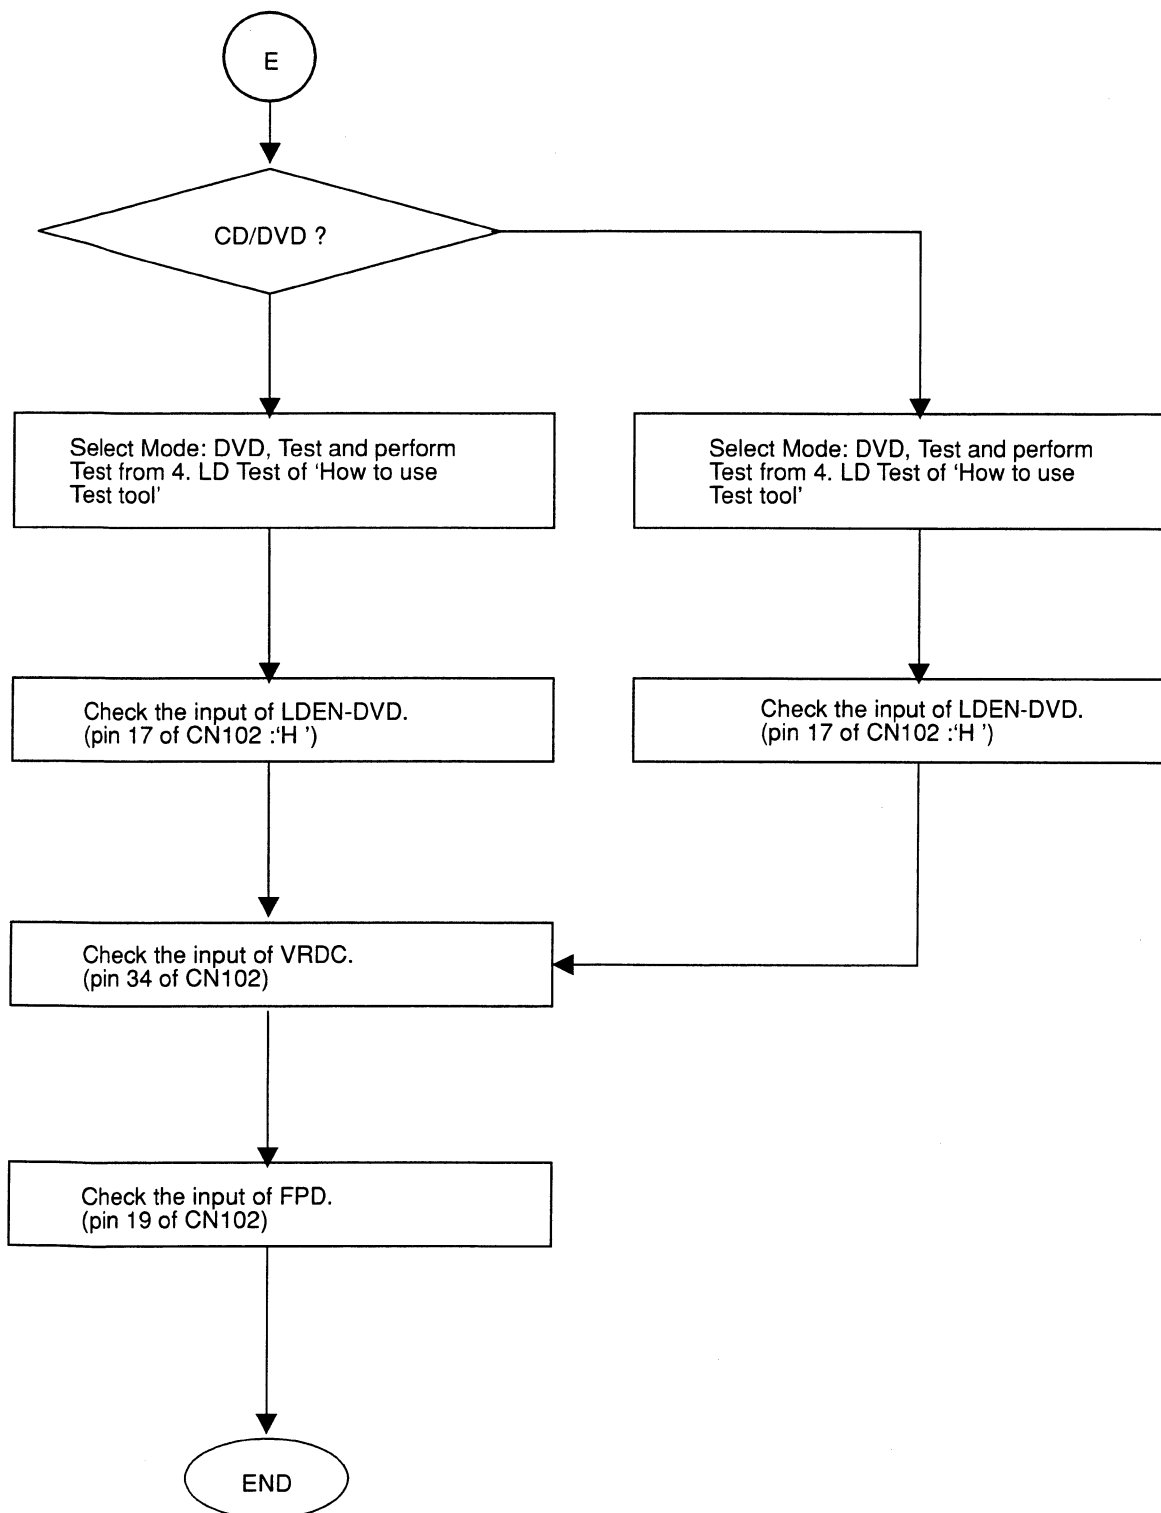 E
CD/DVD ?
Select Mode: DVD, Test and perform
Test from 4. LD Test of ‘How to use
Test tool’
Select Mode: DVD, Test and perform
Test from 4. LD Test of ‘How to use
Test tool’
Check the input of LDEN-DVD.
(pin 17 of CN102 :‘H ’)
Check the input of LDEN-DVD.
(pin 17 of CN102 :‘H ’)
Check the input of VRDC.
(pin 34 of CN102)
Check the input of FPD.
(pin 19 of CN102)
END